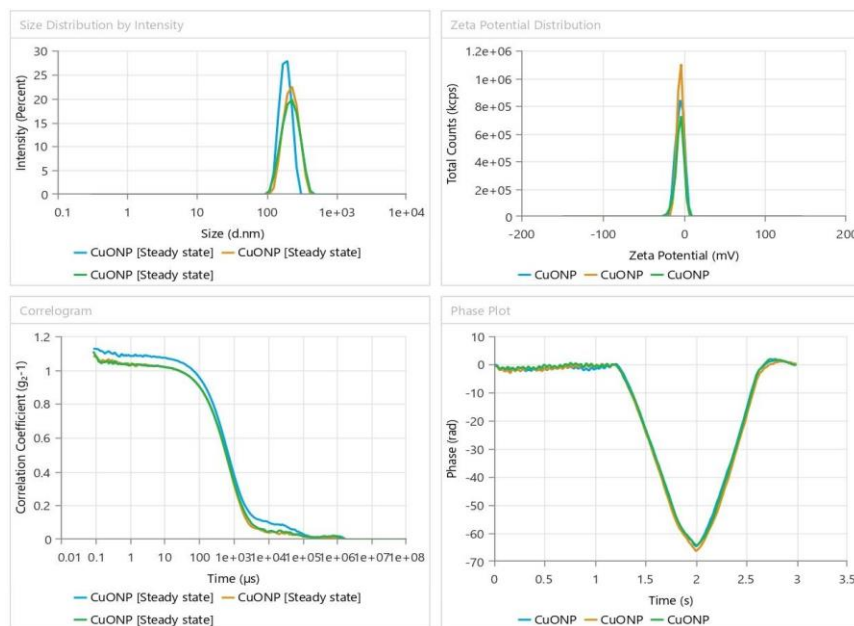 Size Distribution by Intensity
Intensity (Percent)
30
25
20
15
10
5
0
0.1 1 10 100 1e+03 1e+04
Size (d.nm)
CuONP [Steady state] CuONP [Steady state]
CuONP [Steady state]
Zeta Potential Distribution
Total Counts (kcps)
1.2e+06
1e+06
8e+05
6e+05
4e+05
2e+05
0
-200 -100 0 100 200
Zeta Potential (mV)
CuONP CuONP CuONP
Correlogram
Correlation Coefficient (g₂-1)
1.2
1
0.8
0.6
0.4
0.2
0
0.01 0.1 1 10 100 1e+03 1e+04 1e+05 1e+06 1e+07 1e+08
Time (µs)
CuONP [Steady state] CuONP [Steady state]
CuONP [Steady state]
Phase Plot
Phase (rad)
10
0
-10
-20
-30
-40
-50
-60
-70
0 0.5 1 1.5 2 2.5 3 3.5
Time (s)
CuONP CuONP CuONP